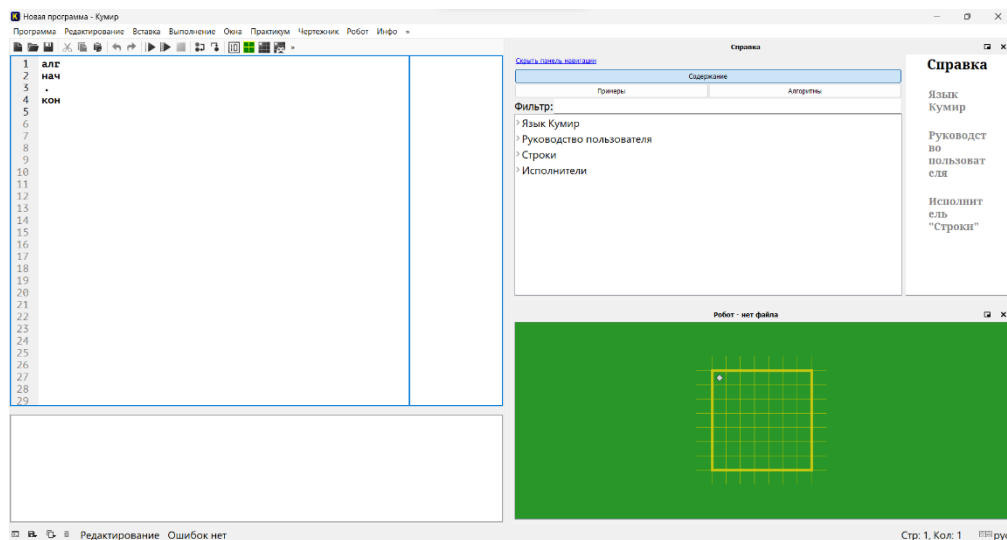 Новая программа - Кумир
Программа Редактирование Вставка Выполнение Окна Практикум Чертежник Робот Инфо »
Справка
1 алг
2 нач
3 .
4 кон
5
6
7
8
9
10
11
12
13
14
15
16
17
18
19
20
21
22
23
24
25
26
27
28
29
Скрыть панель навигации
Содержание
Примеры Алгоритмы
Фильтр:
Язык Кумир
Руководство пользователя
Строки
Исполнители
Справка
Язык
Кумир
Руководст
во
пользоват
еля
Исполнит
ель
"Строки"
Робот - нет файла
Редактирование Ошибок нет
Стр: 1, Кол: 1 рус